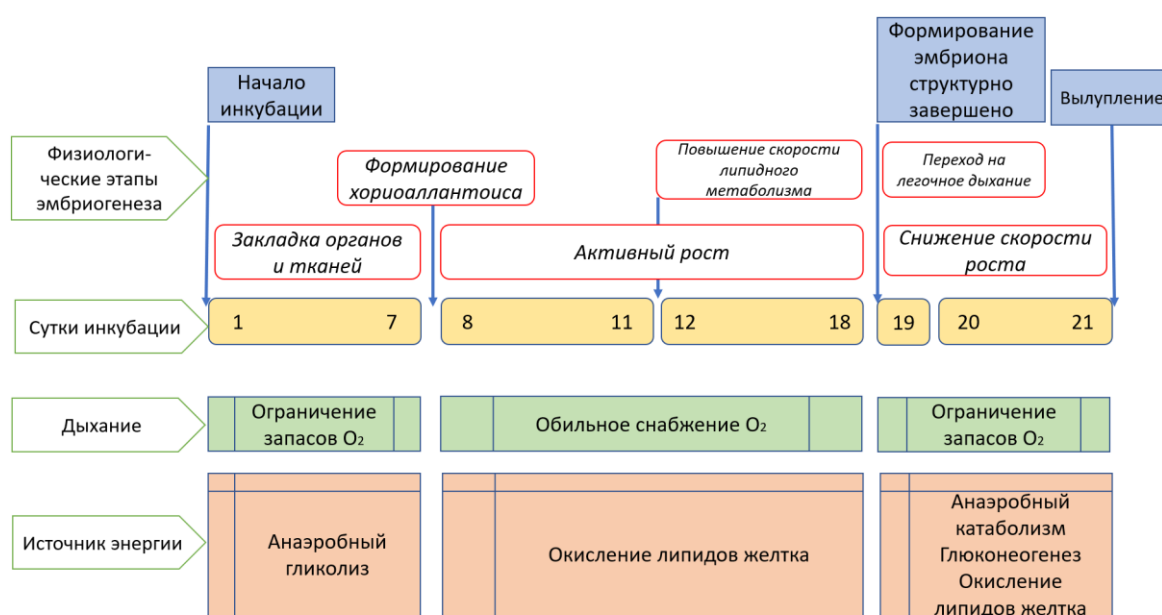 Начало
инкубации
Формирование
эмбриона
структурно
завершено
Вылупление
Физиологи-
ческие этапы
эмбриогенеза
Формирование
хориоаллантоиса
Повышение скорости
липидного
метаболизма
Переход на
легочное дыхание
Закладка органов
и тканей
Активный рост
Снижение скорости
роста
Сутки инкубации
1 7 8 11 12 18 19 20 21
Дыхание
Ограничение
запасов O₂
Обильное снабжение O₂
Ограничение
запасов O₂
Источник энергии
Анаэробный
гликолиз
Окисление липидов желтка
Анаэробный
катаболизм
Глюконеогенез
Окисление
липидов желтка